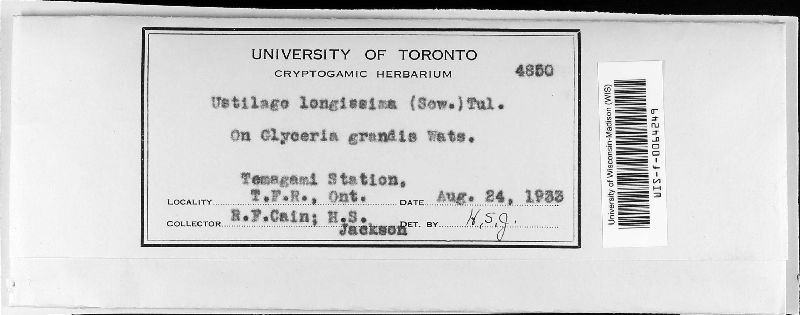 UNIVERSITY OF TORONTO
CRYPTOGAMIC HERBARIUM 4850
Ustilago longissima (Sow.) Tul.
On Glyceria grandis Wats.
Temagami Station,
LOCALITY T.F.R., Ont. DATE Aug. 24, 1933
COLLECTOR R.F.Cain; H.S. Jackson DET. BY H.S.J.
University of Wisconsin-Madison (WIS)
WIS-f-0064249